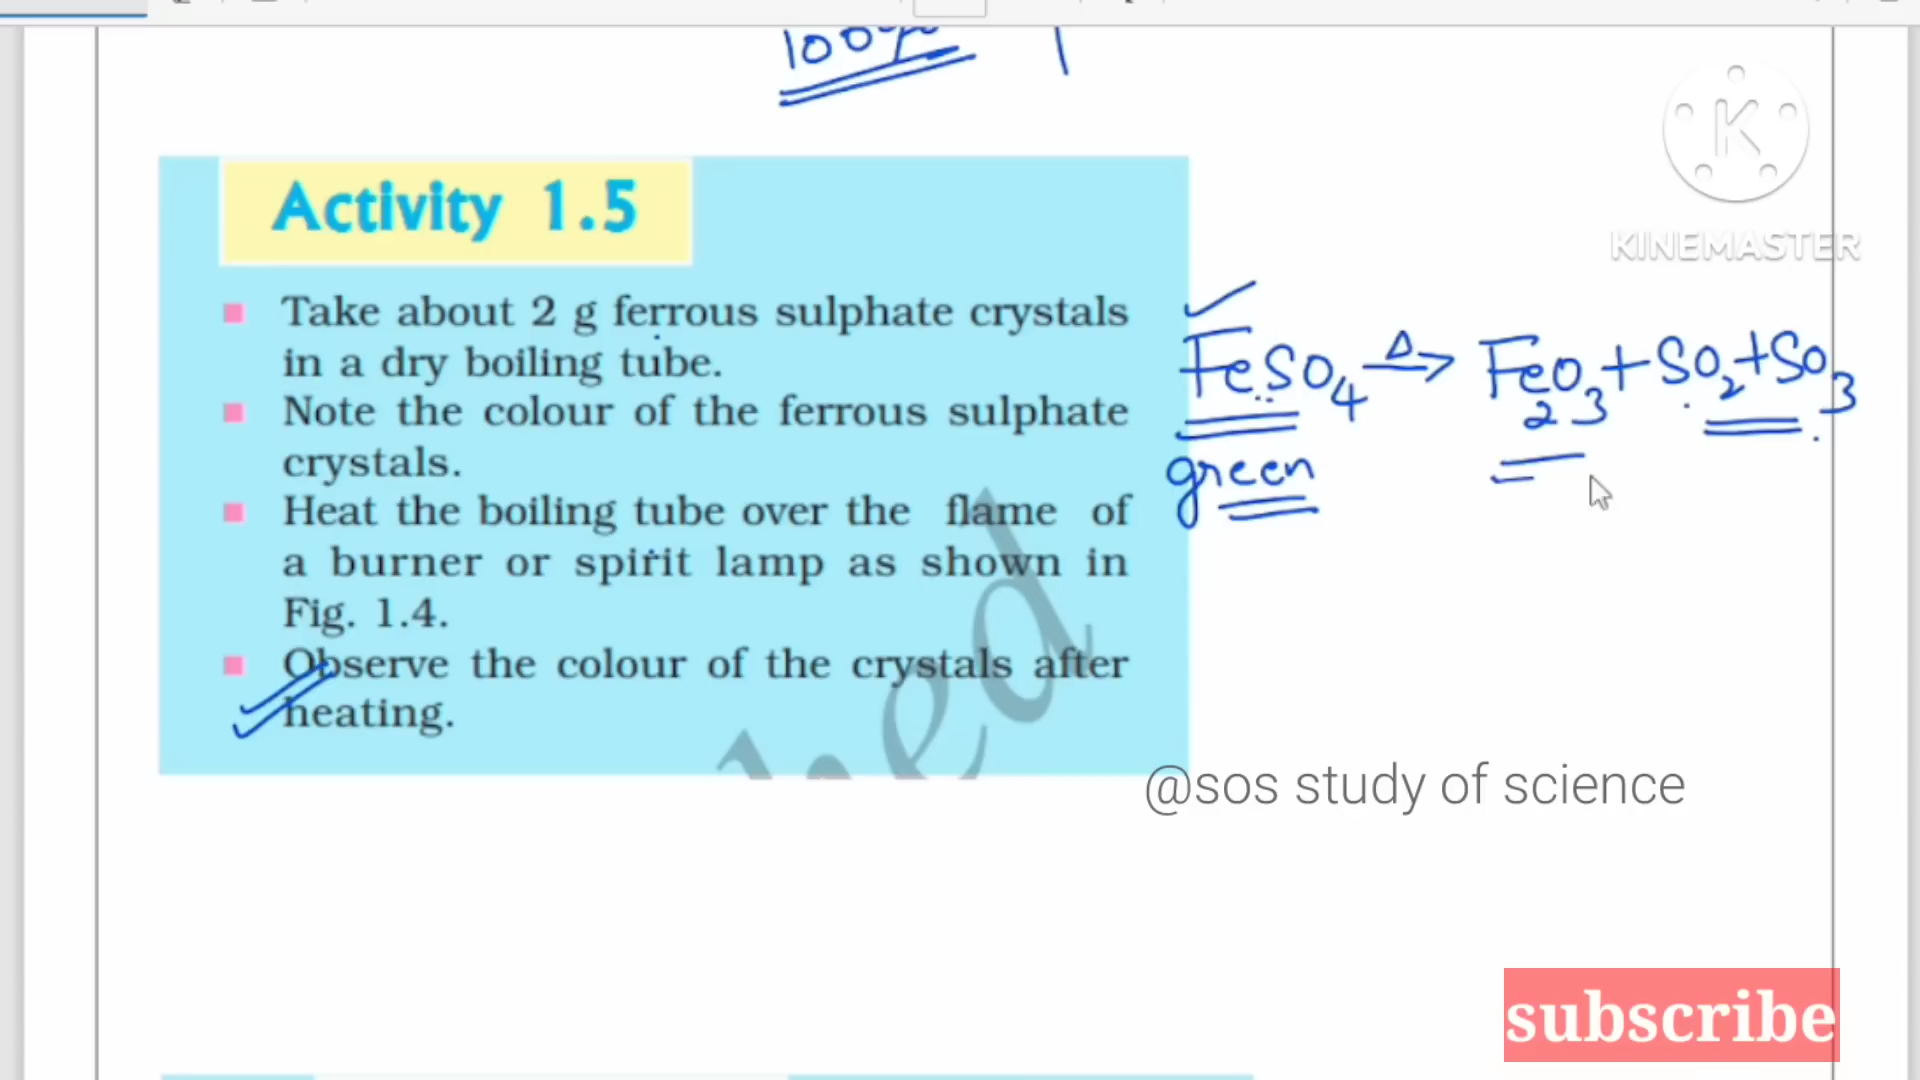 Activity 1.5
Take about 2 g ferrous sulphate crystals
in a dry boiling tube.
Note the colour of the ferrous sulphate
crystals.
Heat the boiling tube over the flame of
a burner or spirit lamp as shown in
Fig. 1.4.
Observe the colour of the crystals after
heating.
FeSO₄ Δ→ Fe₂O₃ + SO₂ + SO₃
green
K
KINEMASTER
@sos study of science
subscribe